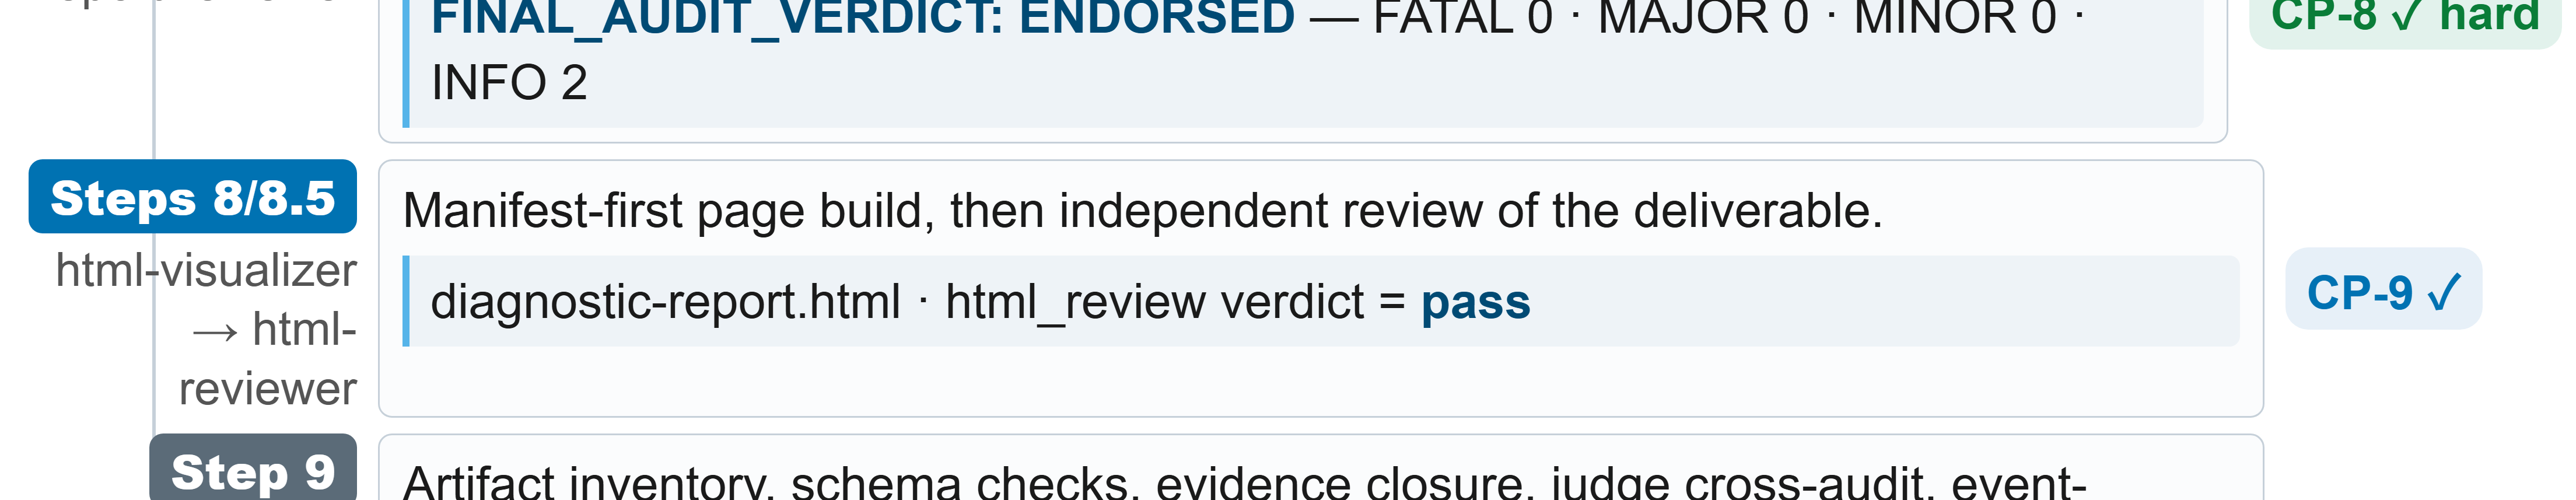 FINAL_AUDIT_VERDICT: ENDORSED — FATAL 0 · MAJOR 0 · MINOR 0 ·
INFO 2
CP-8 ✓ hard
Steps 8/8.5
html-visualizer
→ html-
reviewer
Manifest-first page build, then independent review of the deliverable.
diagnostic-report.html · html_review verdict = pass
CP-9 ✓
Step 9
Artifact inventory, schema checks, evidence closure, judge cross-audit, event-